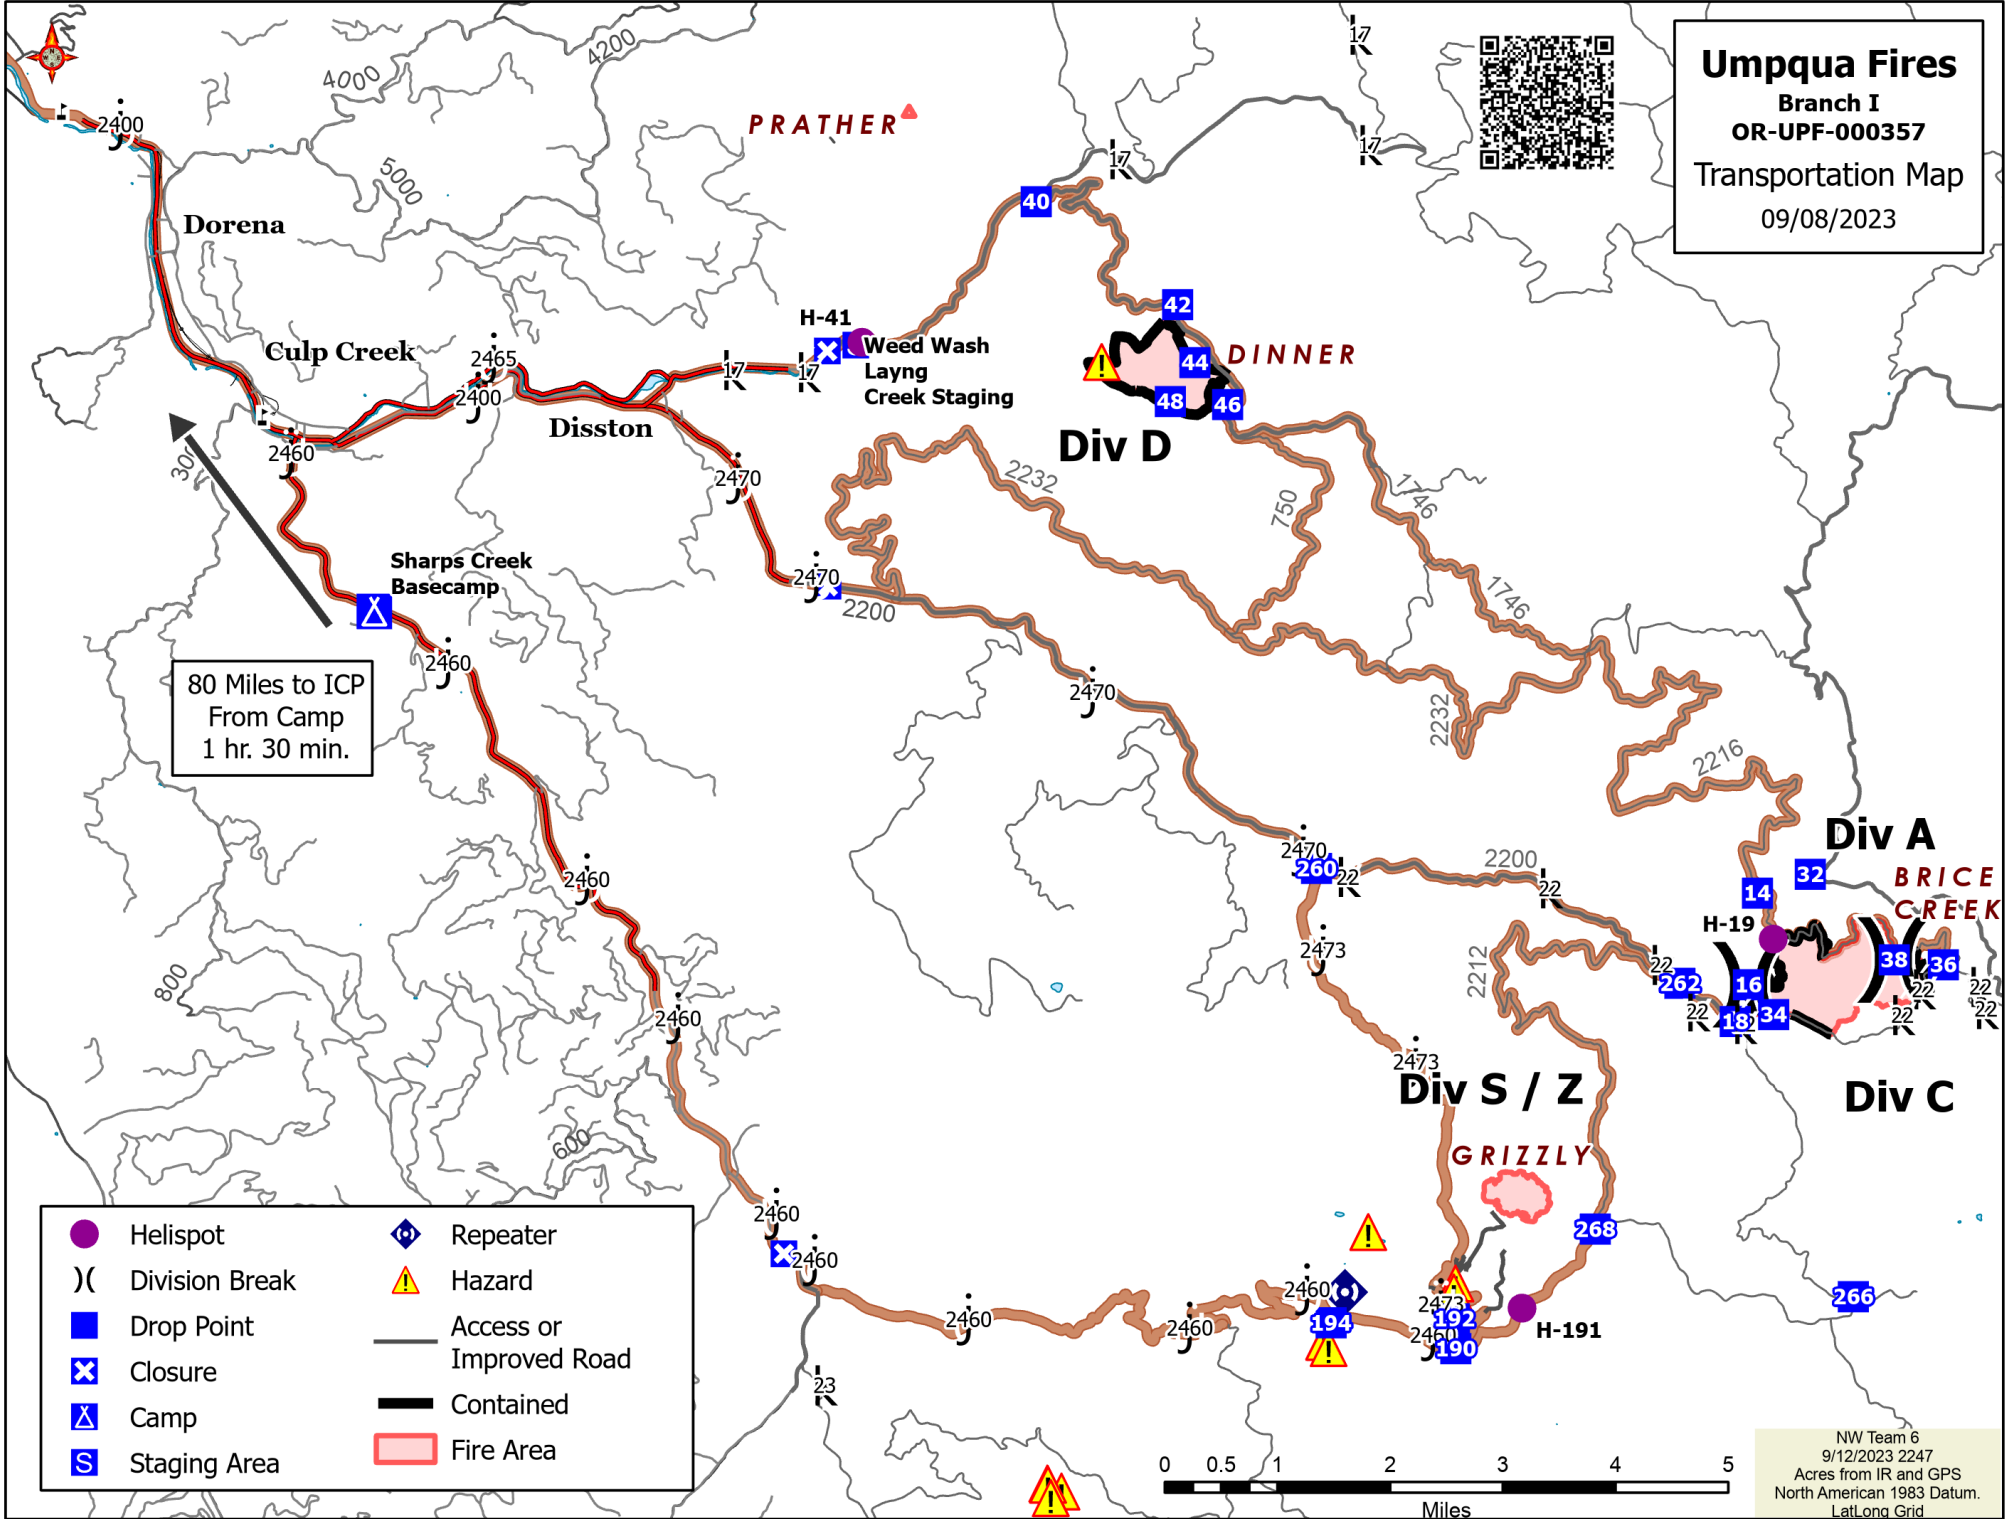 Umpqua Fires
Branch I
OR-UPF-000357
Transportation Map
09/08/2023
N
17
4200
4000
PRATHER
2400
17
17
5000
40
Dorena
42
H-41
Weed Wash
Layng
Creek Staging
Culp Creek
2465
2400
17
17
DINNER
44
48
46
Disston
Div D
2460
300
2470
2232
750
1746
Sharps Creek
Basecamp
2470
2200
1746
2460
80 Miles to ICP
From Camp
1 hr. 30 min.
2470
2232
2216
Div A
2470
260
22
2200
22
32
BRICE
CREEK
14
2460
H-19
2473
22
2212
262
16
38
36
800
22
22
22
22
22
18
34
2460
2473
Div S / Z
Div C
600
GRIZZLY
2460
268
2460
2460
266
194
2473
192
2460
190
H-191
2460
2460
23
Helispot
Division Break
Drop Point
Closure
Camp
S
Staging Area
Repeater
Hazard
Access or
Improved Road
Contained
Fire Area
0 0.5 1 2 3 4 5
Miles
NW Team 6
9/12/2023 2247
Acres from IR and GPS
North American 1983 Datum.
LatLong Grid